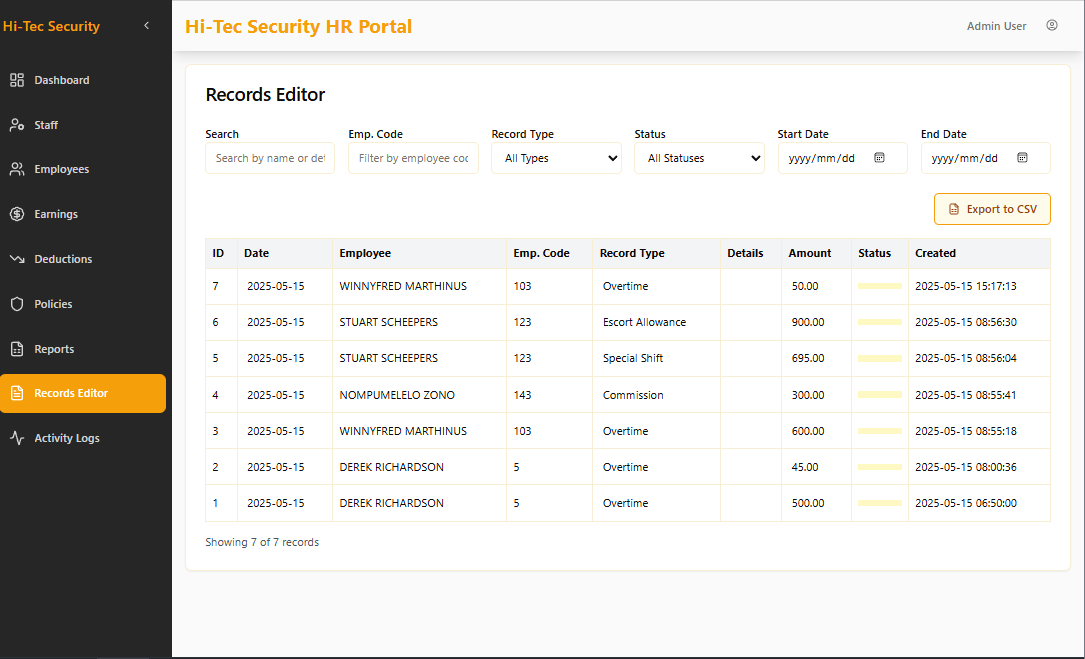 Hi-Tec Security
Hi-Tec Security HR Portal
Admin User
Dashboard
Staff
Employees
Earnings
Deductions
Policies
Reports
Records Editor
Activity Logs
Records Editor
Search Emp. Code Record Type Status Start Date End Date
Search by name or det Filter by employee coc All Types All Statuses yyyy/mm/dd yyyy/mm/dd
Export to CSV
ID Date Employee Emp. Code Record Type Details Amount Status Created
7 2025-05-15 WINNYFRED MARTHINUS 103 Overtime 50.00 2025-05-15 15:17:13
6 2025-05-15 STUART SCHEEPERS 123 Escort Allowance 900.00 2025-05-15 08:56:30
5 2025-05-15 STUART SCHEEPERS 123 Special Shift 695.00 2025-05-15 08:56:04
4 2025-05-15 NOMPUMELELO ZONO 143 Commission 300.00 2025-05-15 08:55:41
3 2025-05-15 WINNYFRED MARTHINUS 103 Overtime 600.00 2025-05-15 08:55:18
2 2025-05-15 DEREK RICHARDSON 5 Overtime 45.00 2025-05-15 08:00:36
1 2025-05-15 DEREK RICHARDSON 5 Overtime 500.00 2025-05-15 06:50:00
Showing 7 of 7 records